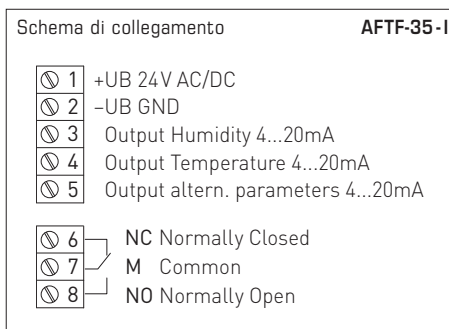 Schema di collegamento AFTF-35-I
1 +UB 24V AC/DC
2 –UB GND
3 Output Humidity 4...20mA
4 Output Temperature 4...20mA
5 Output altern. parameters 4...20mA
6 NC Normally Closed
7 M Common
8 NO Normally Open